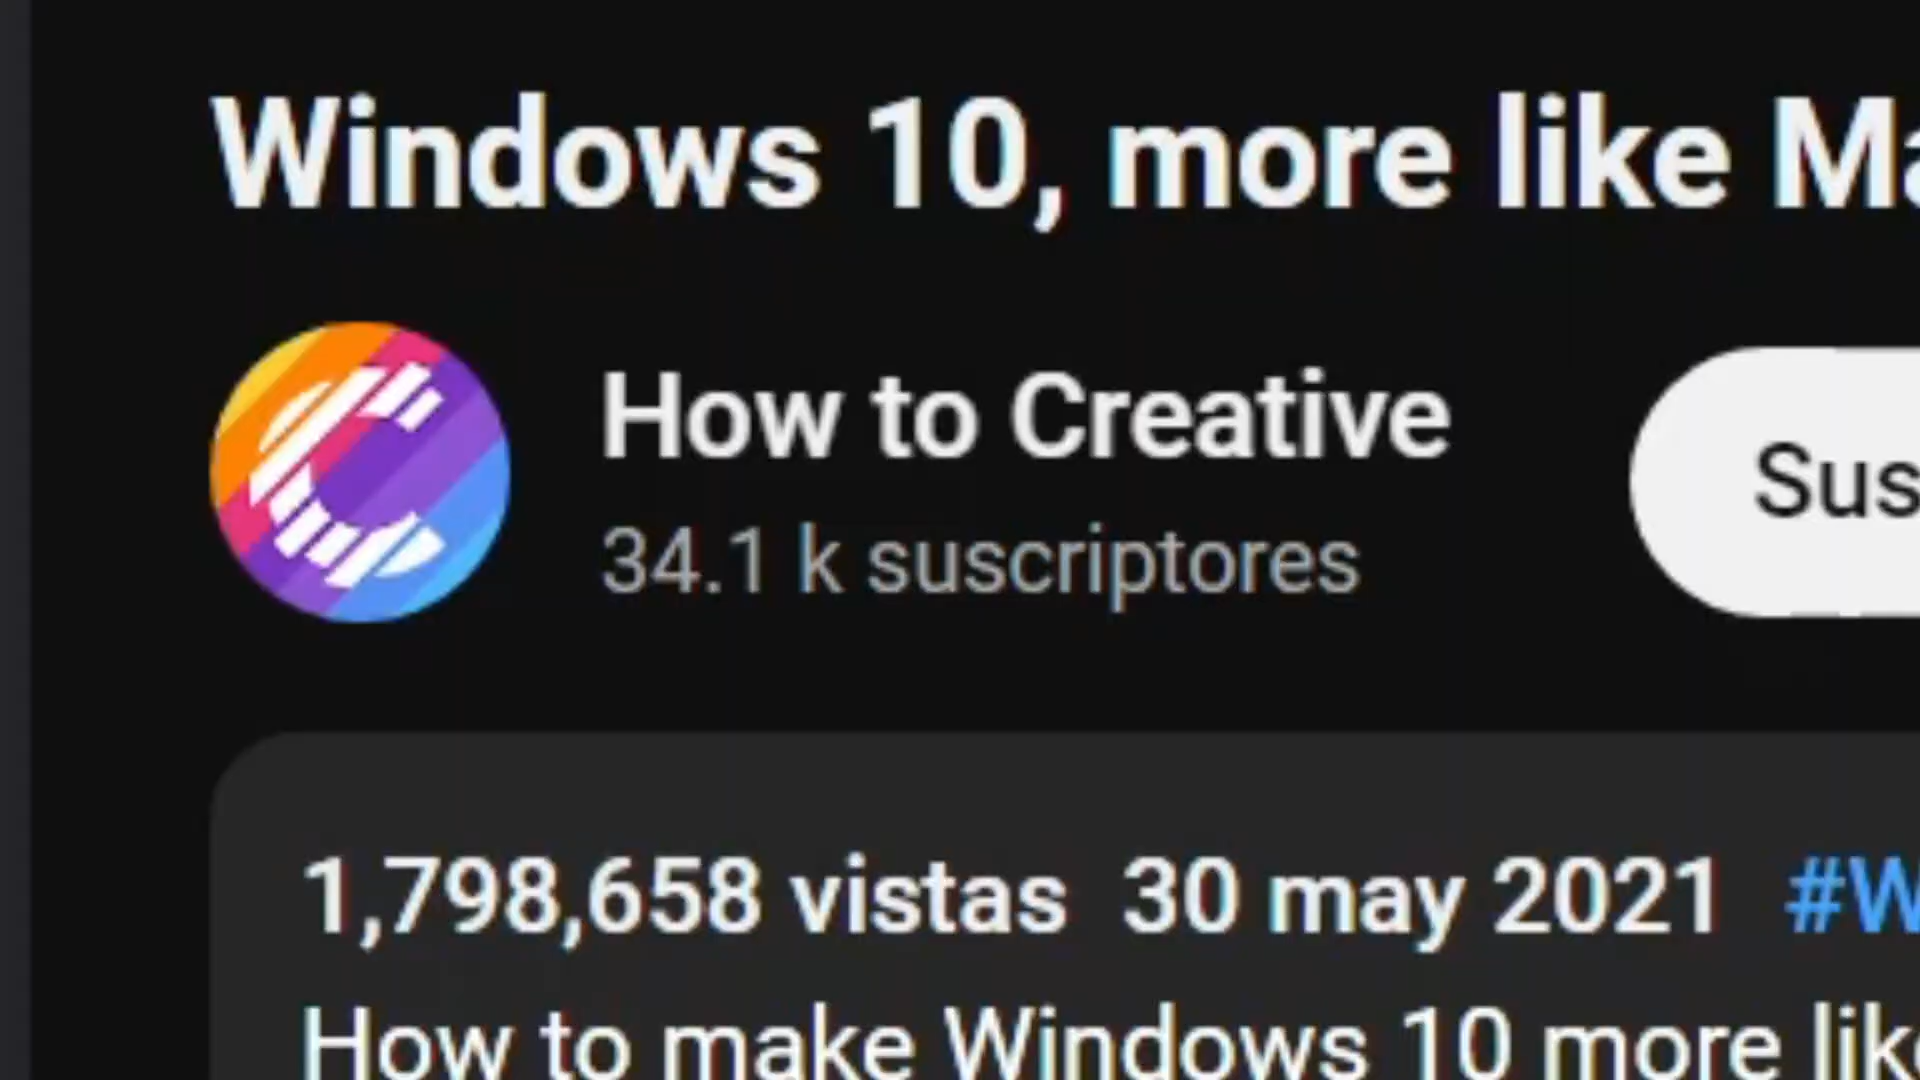 Windows 10, more like Ma
How to Creative
34.1 k suscriptores
Sus
1,798,658 vistas 30 may 2021 #W
How to make Windows 10 more lik